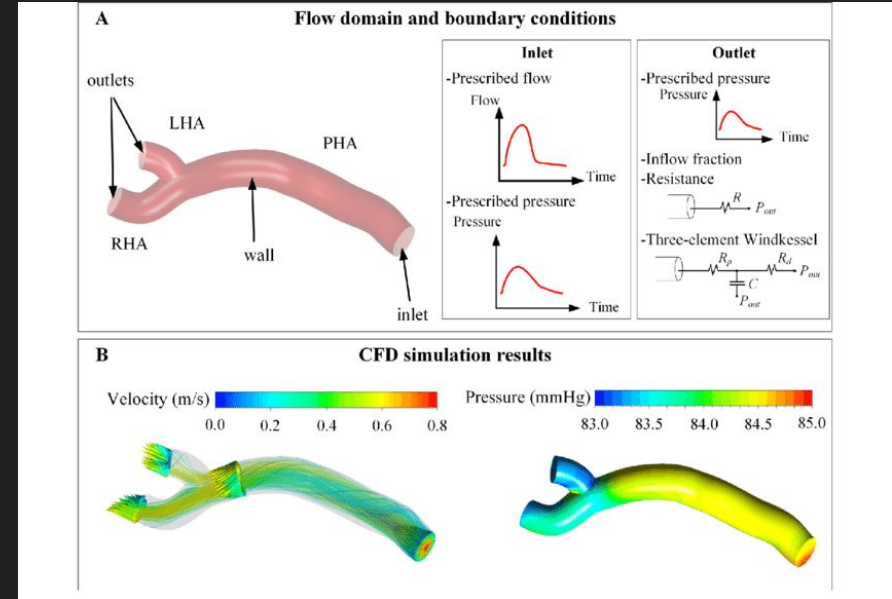 A
Flow domain and boundary conditions
outlets
LHA
PHA
RHA
wall
inlet
Inlet
-Prescribed flow
Flow
Time
-Prescribed pressure
Pressure
Time
Outlet
-Prescribed pressure
Pressure
Time
-Inflow fraction
-Resistance
R
Pout
-Three-element Windkessel
Rp
Rd
Pout
C
Pout
B
CFD simulation results
Velocity (m/s)
0.0 0.2 0.4 0.6 0.8
Pressure (mmHg)
83.0 83.5 84.0 84.5 85.0